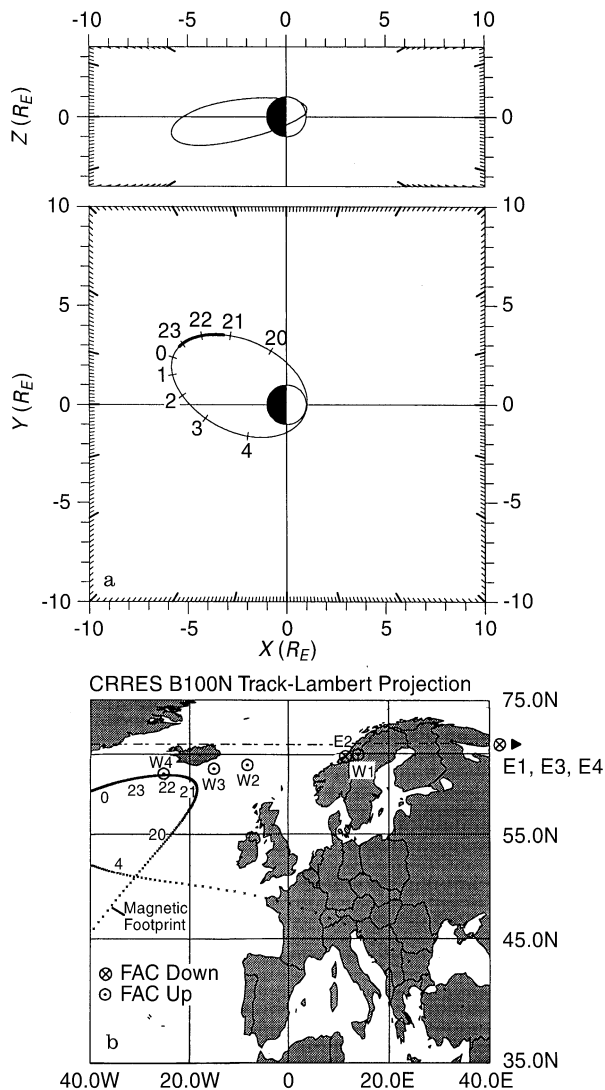 -10 -5 0 5 10
Z (R_E)
0 0
10 10
5 5
23 22 21
20
0
1
2
3
4
Y (R_E)
0 0
-5 -5
a
-10 -10
-10 -5 0 5 10
X (R_E)
CRRES B100N Track-Lambert Projection
75.0N
E2
W4
W3 W2 W1
E1, E3, E4
0 23 22 21
20
55.0N
4
Magnetic
Footprint
45.0N
⊗ FAC Down
⊙ FAC Up
b
35.0N
40.0W 20.0W 0 20.0E 40.0E